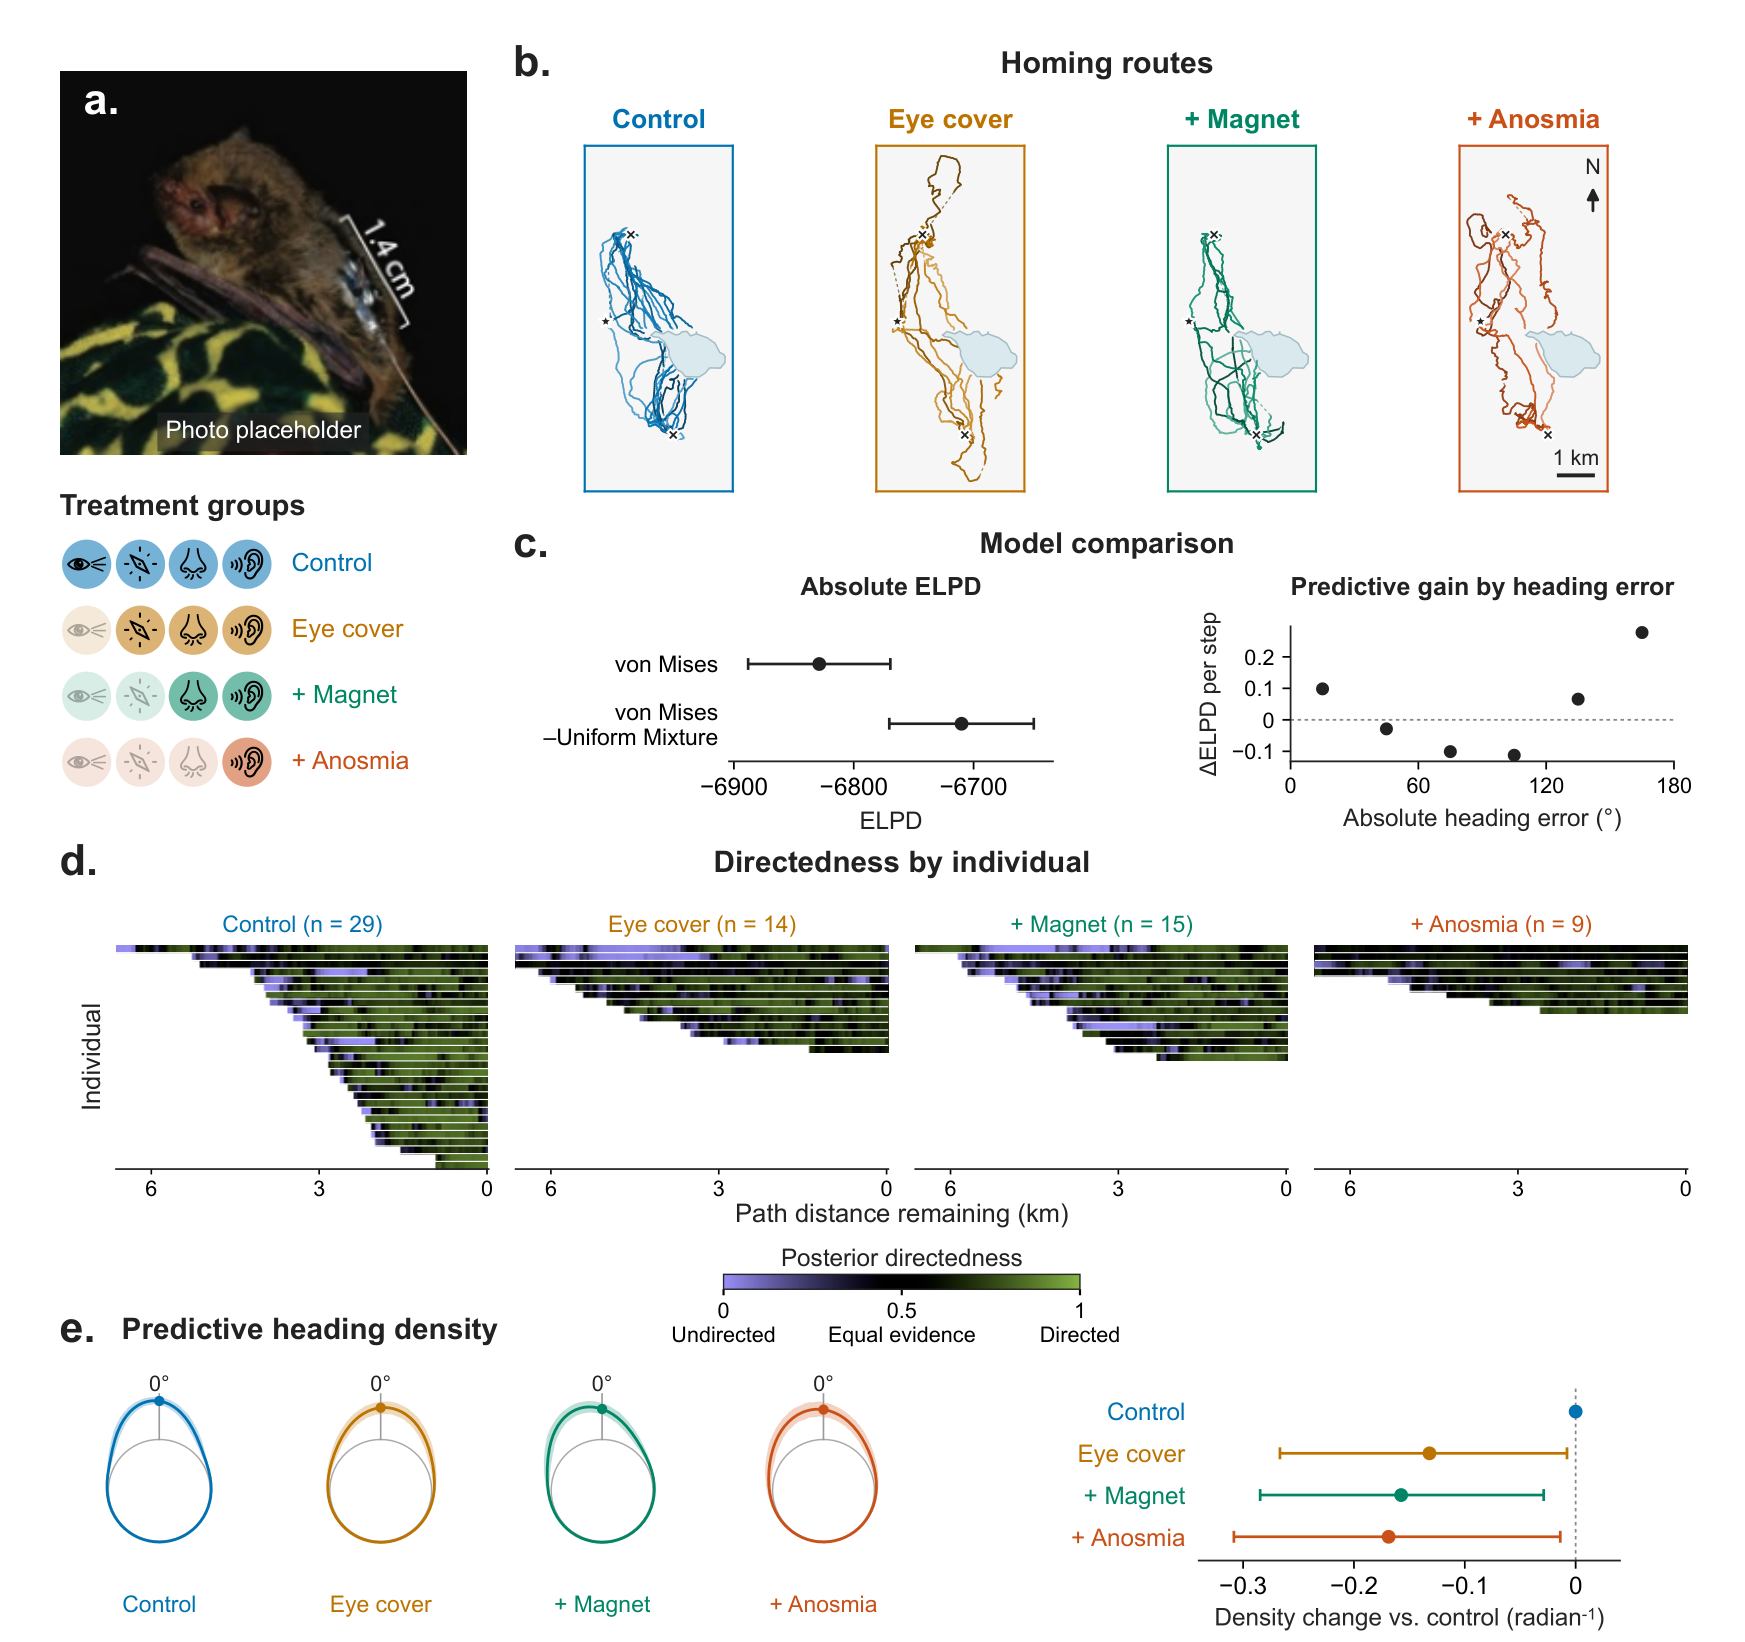 a.
1.4 cm
Photo placeholder
Treatment groups
Control
Eye cover
+ Magnet
+ Anosmia
b.
Homing routes
Control
Eye cover
+ Magnet
+ Anosmia
N
1 km
c.
Model comparison
Absolute ELPD
von Mises
von Mises
–Uniform Mixture
−6900
−6800
−6700
ELPD
Predictive gain by heading error
ΔELPD per step
0.2
0.1
0
−0.1
0
60
120
180
Absolute heading error (°)
d.
Directedness by individual
Control (n = 29)
Eye cover (n = 14)
+ Magnet (n = 15)
+ Anosmia (n = 9)
Individual
6
3
0
6
3
0
6
3
0
6
3
0
Path distance remaining (km)
Posterior directedness
0
0.5
1
Undirected
Equal evidence
Directed
e.
Predictive heading density
0°
0°
0°
0°
Control
Eye cover
+ Magnet
+ Anosmia
Control
Eye cover
+ Magnet
+ Anosmia
−0.3
−0.2
−0.1
0
Density change vs. control (radian⁻¹)